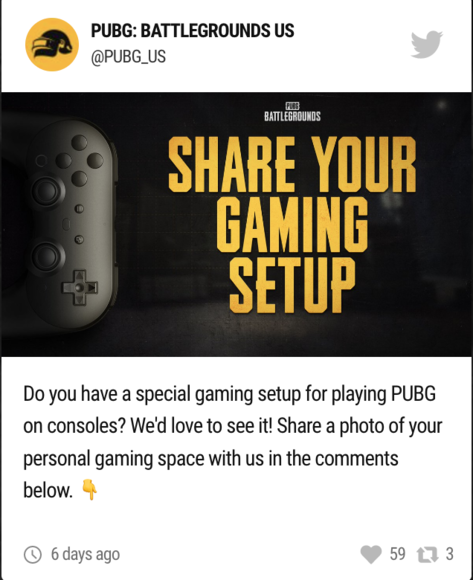 PUBG: BATTLEGROUNDS US
@PUBG_US
PUBG
BATTLEGROUNDS
SHARE YOUR
GAMING
SETUP
Do you have a special gaming setup for playing PUBG
on consoles? We'd love to see it! Share a photo of your
personal gaming space with us in the comments
below. 👇
6 days ago
59
3